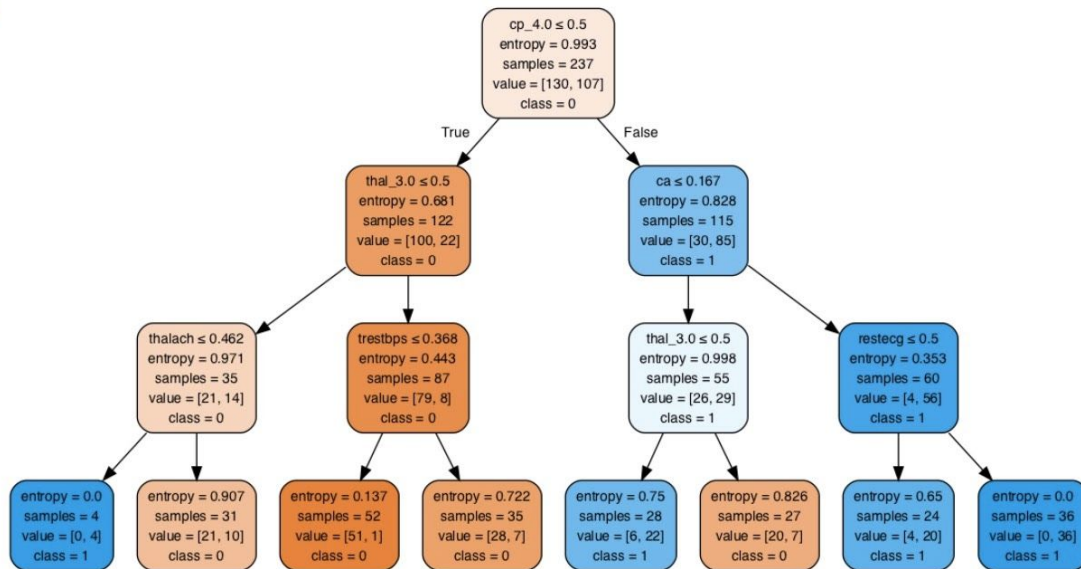 cp_4.0 ≤ 0.5
entropy = 0.993
samples = 237
value = [130, 107]
class = 0
True
False
thal_3.0 ≤ 0.5
entropy = 0.681
samples = 122
value = [100, 22]
class = 0
ca ≤ 0.167
entropy = 0.828
samples = 115
value = [30, 85]
class = 1
thalach ≤ 0.462
entropy = 0.971
samples = 35
value = [21, 14]
class = 0
trestbps ≤ 0.368
entropy = 0.443
samples = 87
value = [79, 8]
class = 0
thal_3.0 ≤ 0.5
entropy = 0.998
samples = 55
value = [26, 29]
class = 1
restecg ≤ 0.5
entropy = 0.353
samples = 60
value = [4, 56]
class = 1
entropy = 0.0
samples = 4
value = [0, 4]
class = 1
entropy = 0.907
samples = 31
value = [21, 10]
class = 0
entropy = 0.137
samples = 52
value = [51, 1]
class = 0
entropy = 0.722
samples = 35
value = [28, 7]
class = 0
entropy = 0.75
samples = 28
value = [6, 22]
class = 1
entropy = 0.826
samples = 27
value = [20, 7]
class = 0
entropy = 0.65
samples = 24
value = [4, 20]
class = 1
entropy = 0.0
samples = 36
value = [0, 36]
class = 1